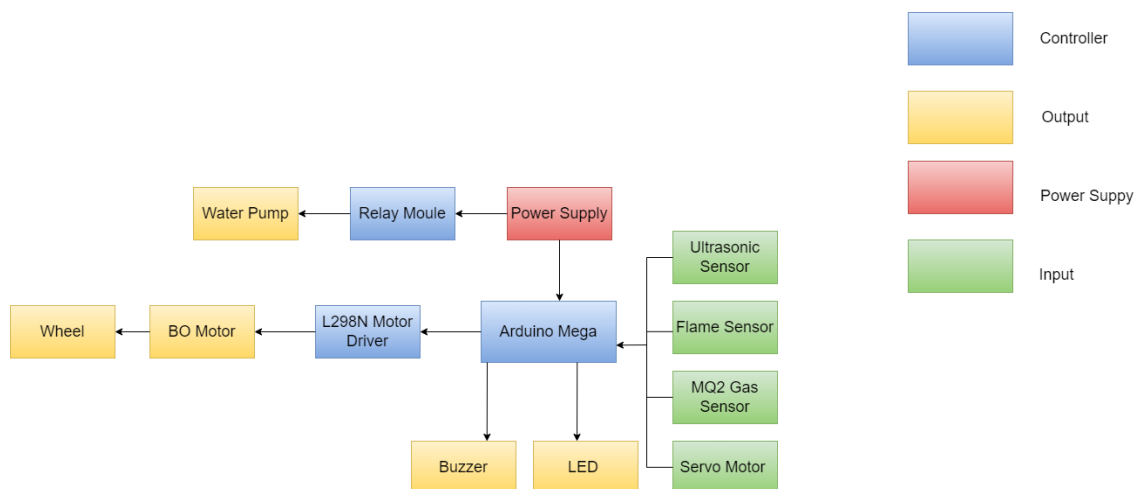 Controller
Output
Power Suppy
Input
Water Pump
Relay Moule
Power Supply
Ultrasonic
Sensor
Flame Sensor
MQ2 Gas
Sensor
Servo Motor
Wheel
BO Motor
L298N Motor
Driver
Arduino Mega
Buzzer
LED